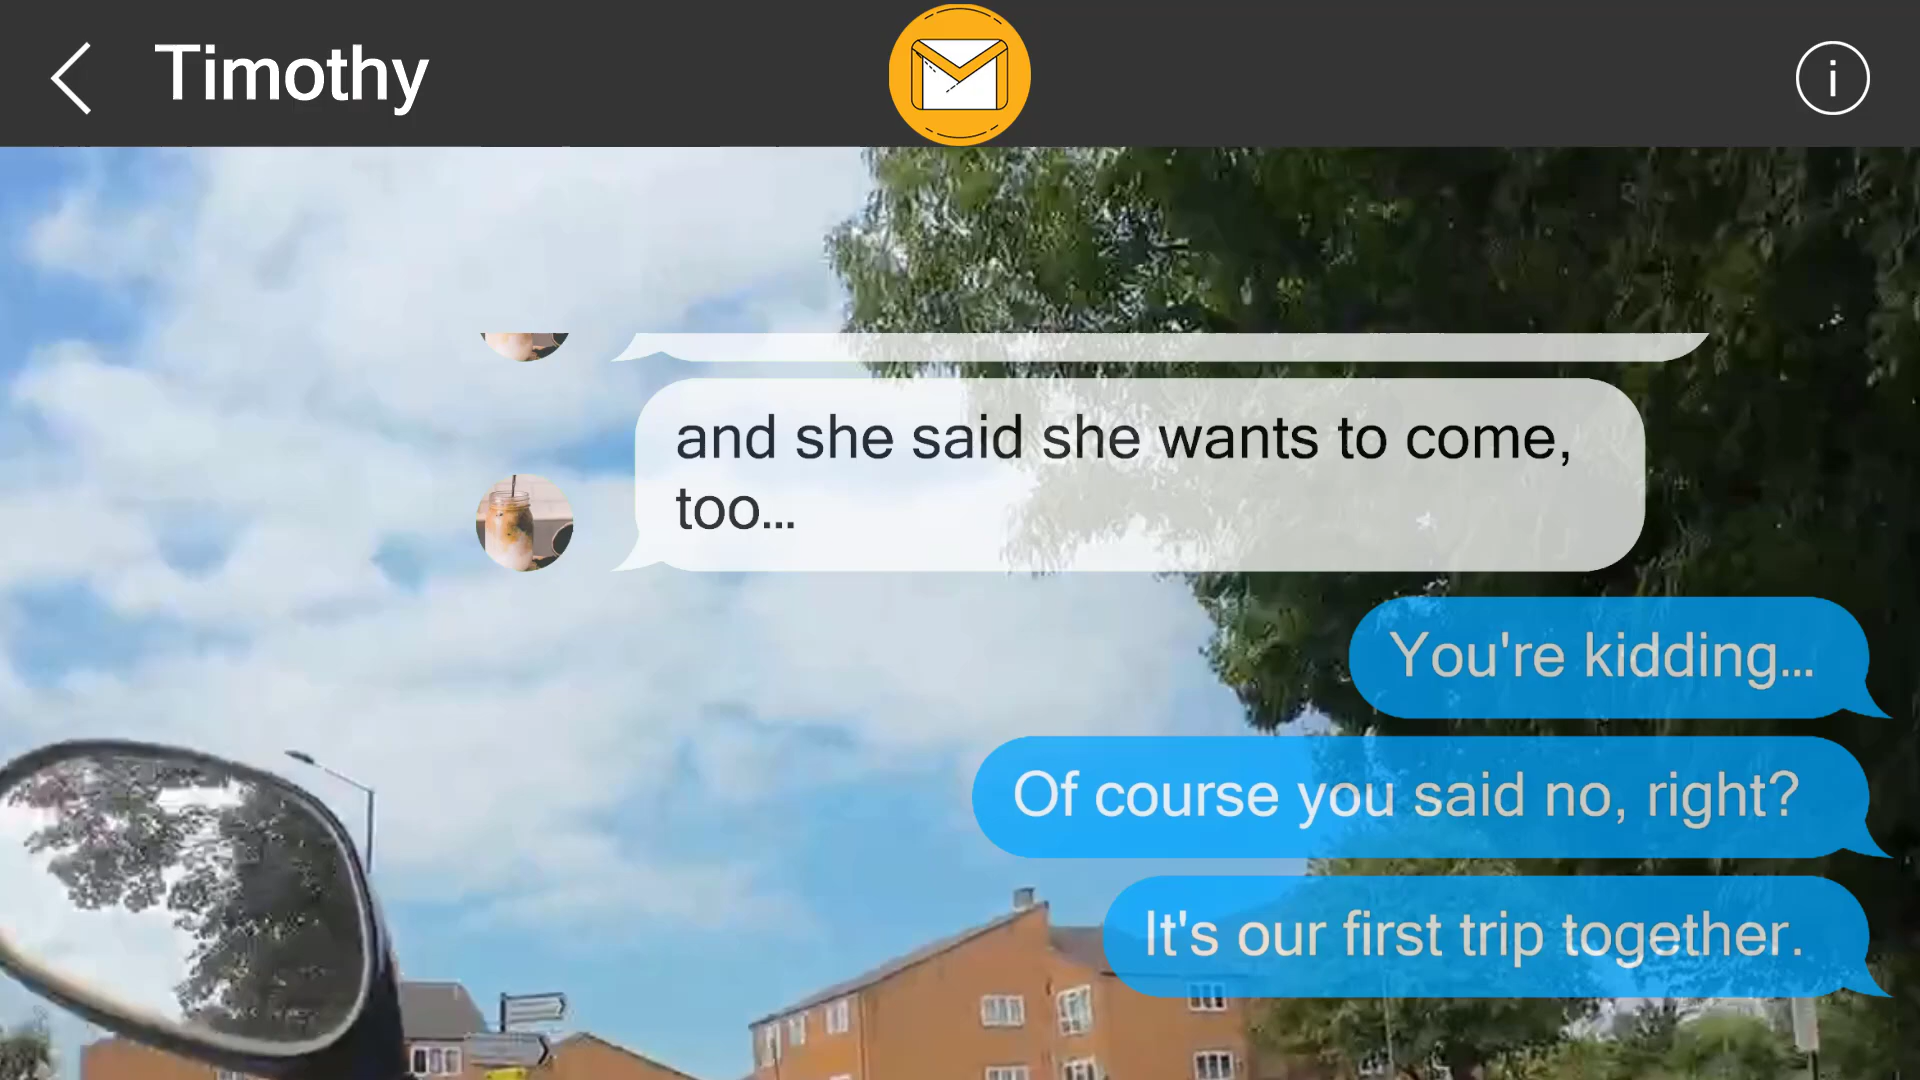 Timothy
i
and she said she wants to come,
too...
You're kidding...
Of course you said no, right?
It's our first trip together.